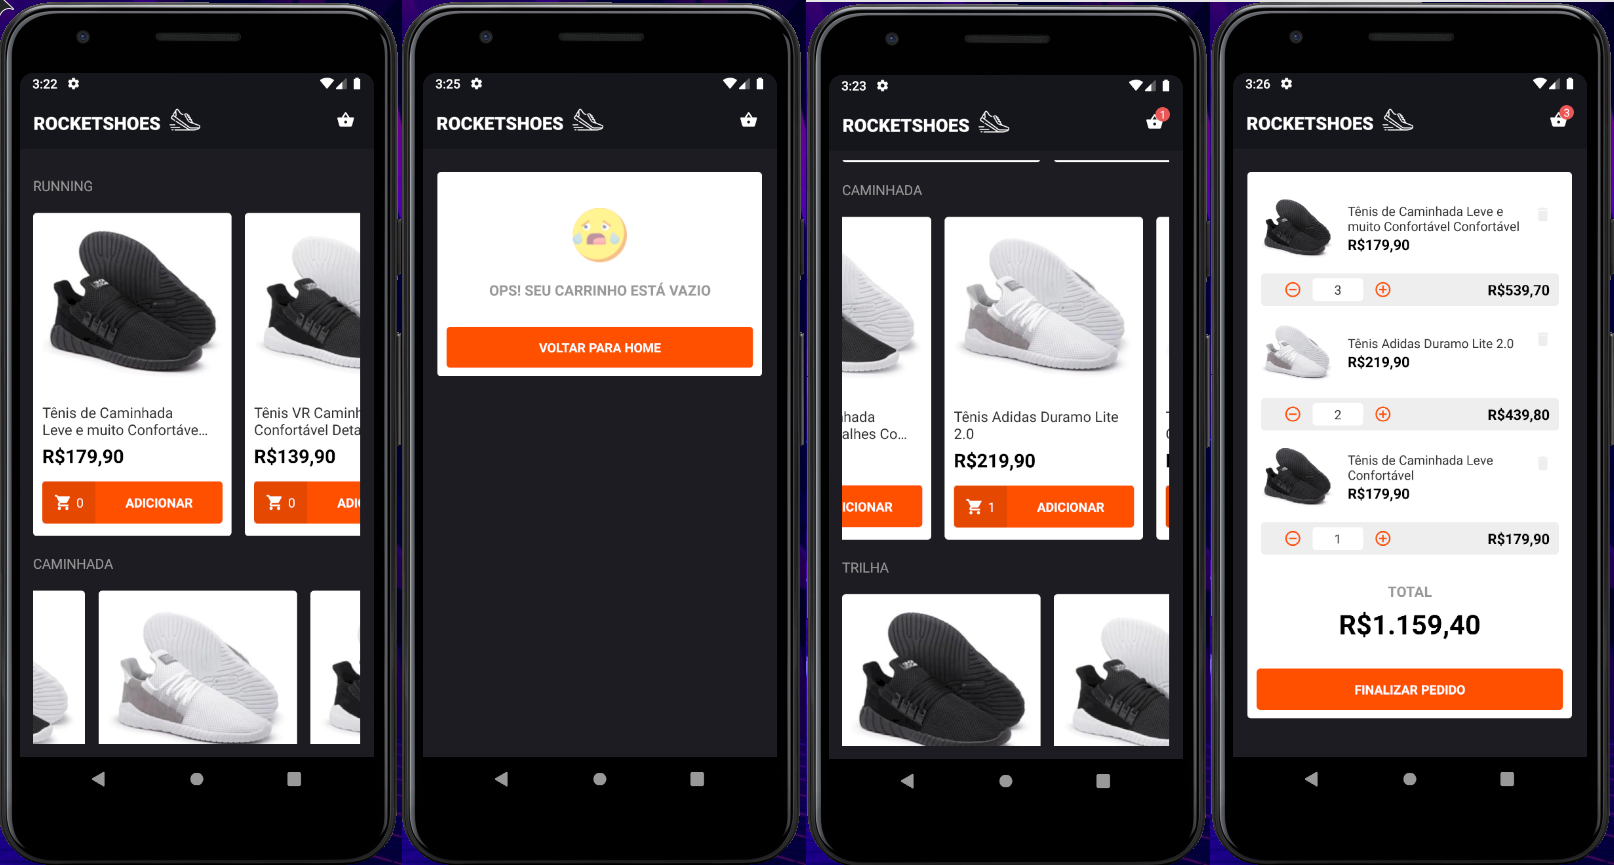 3:22
ROCKETSHOES
RUNNING
Tênis de Caminhada
Leve e muito Confortáve...
R$179,90
0
ADICIONAR
Tênis VR Caminh
Confortável Deta
R$139,90
0
ADI
CAMINHADA
3:25
ROCKETSHOES
OPS! SEU CARRINHO ESTÁ VAZIO
VOLTAR PARA HOME
3:23
ROCKETSHOES
1
CAMINHADA
nhada
alhes Co...
ICIONAR
Tênis Adidas Duramo Lite
2.0
R$219,90
1
ADICIONAR
TRILHA
3:26
ROCKETSHOES
3
Tênis de Caminhada Leve e
muito Confortável Confortável
R$179,90
3
R$539,70
Tênis Adidas Duramo Lite 2.0
R$219,90
2
R$439,80
Tênis de Caminhada Leve
Confortável
R$179,90
1
R$179,90
TOTAL
R$1.159,40
FINALIZAR PEDIDO